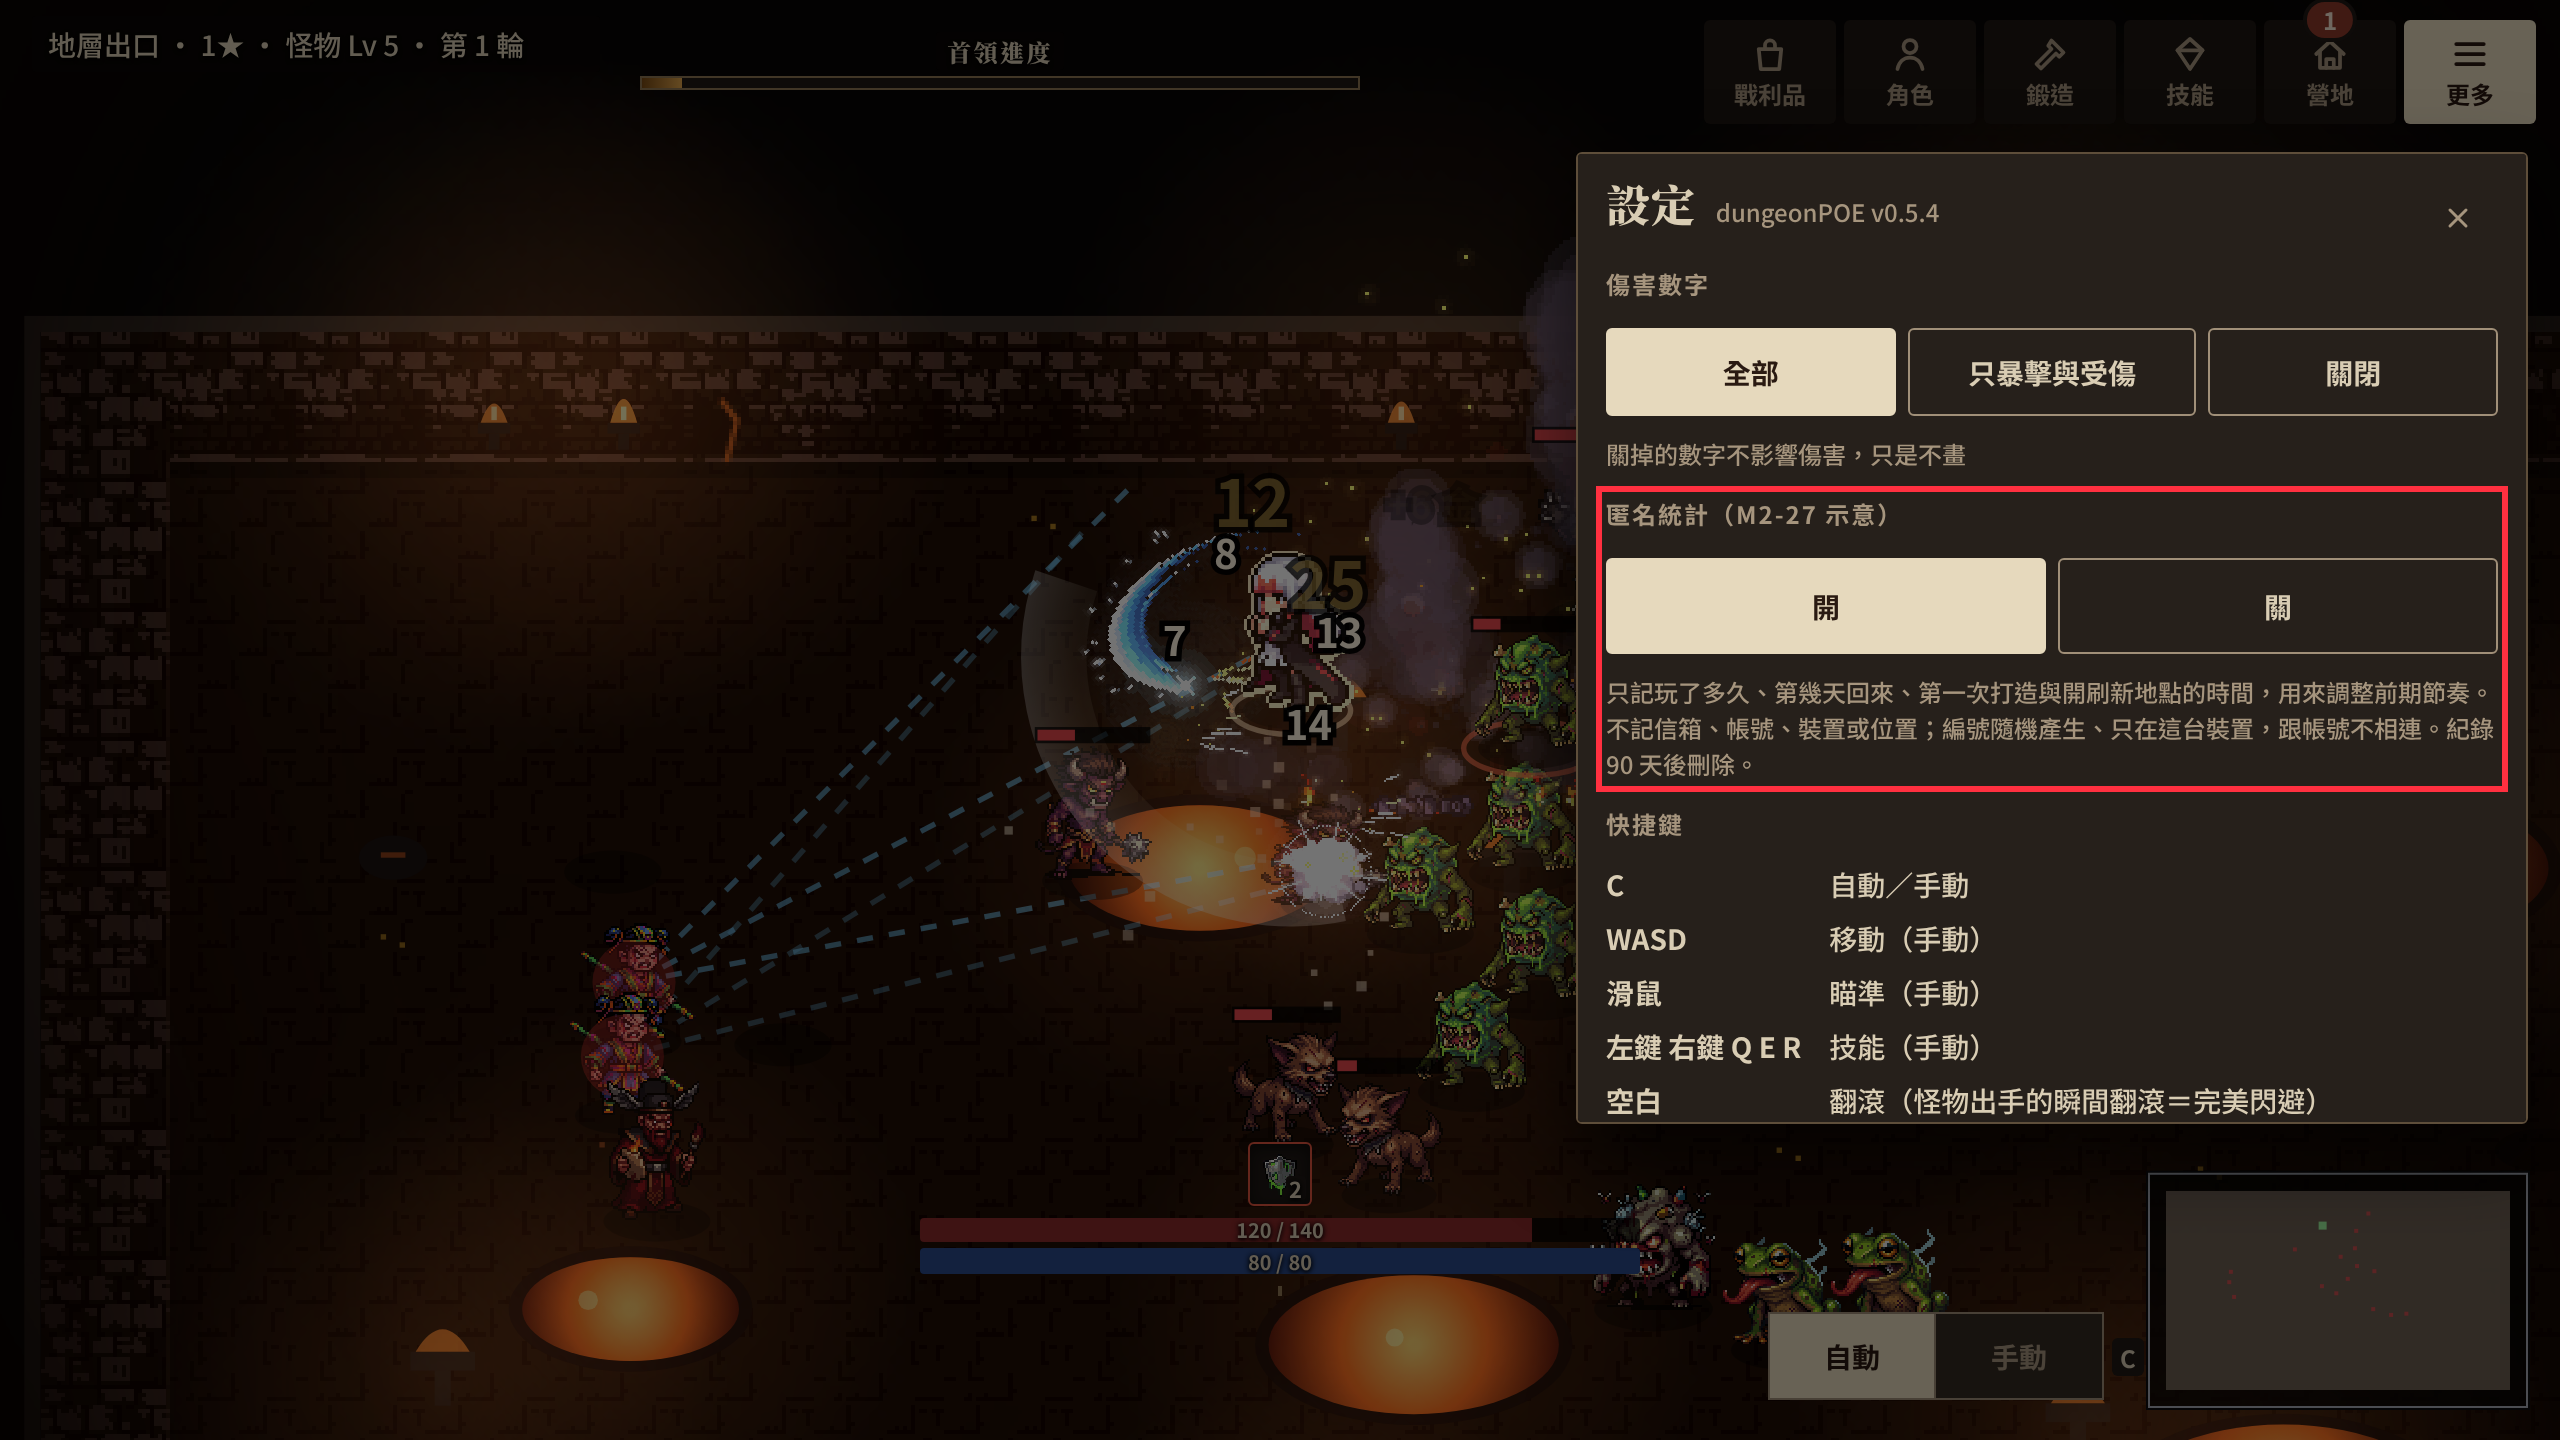 地層出口 · 1★ · 怪物 Lv 5 · 第 1 輪
首領進度
戰利品
角色
鍛造
技能
1
營地
更多
設定 dungeonPOE v0.5.4
傷害數字
全部
只暴擊與受傷
關閉
關掉的數字不影響傷害，只是不畫
匿名統計（M2-27 示意）
開
關
只記玩了多久、第幾天回來、第一次打造與開刷新地點的時間，用來調整前期節奏。
不記信箱、帳號、裝置或位置；編號隨機產生、只在這台裝置，跟帳號不相連。紀錄
90 天後刪除。
快捷鍵
C 自動／手動
WASD 移動（手動）
滑鼠 瞄準（手動）
左鍵 右鍵 Q E R 技能（手動）
空白 翻滾（怪物出手的瞬間翻滾＝完美閃避）
12
8
25
7
13
14
2
120 / 140
80 / 80
自動
手動
C